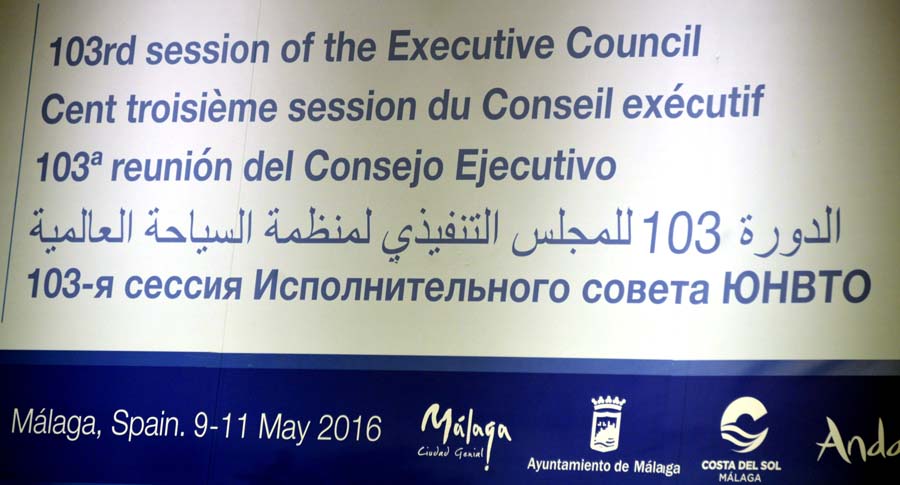 103rd session of the Executive Council
Cent troisième session du Conseil exécutif
103ª reunión del Consejo Ejecutivo
الدورة 103 للمجلس التنفيذي لمنظمة السياحة العالمية
103-я сессия Исполнительного совета ЮНВТО
Málaga, Spain. 9-11 May 2016
Málaga
Ciudad Genial
Ayuntamiento de Málaga
COSTA DEL SOL
MÁLAGA
Anda